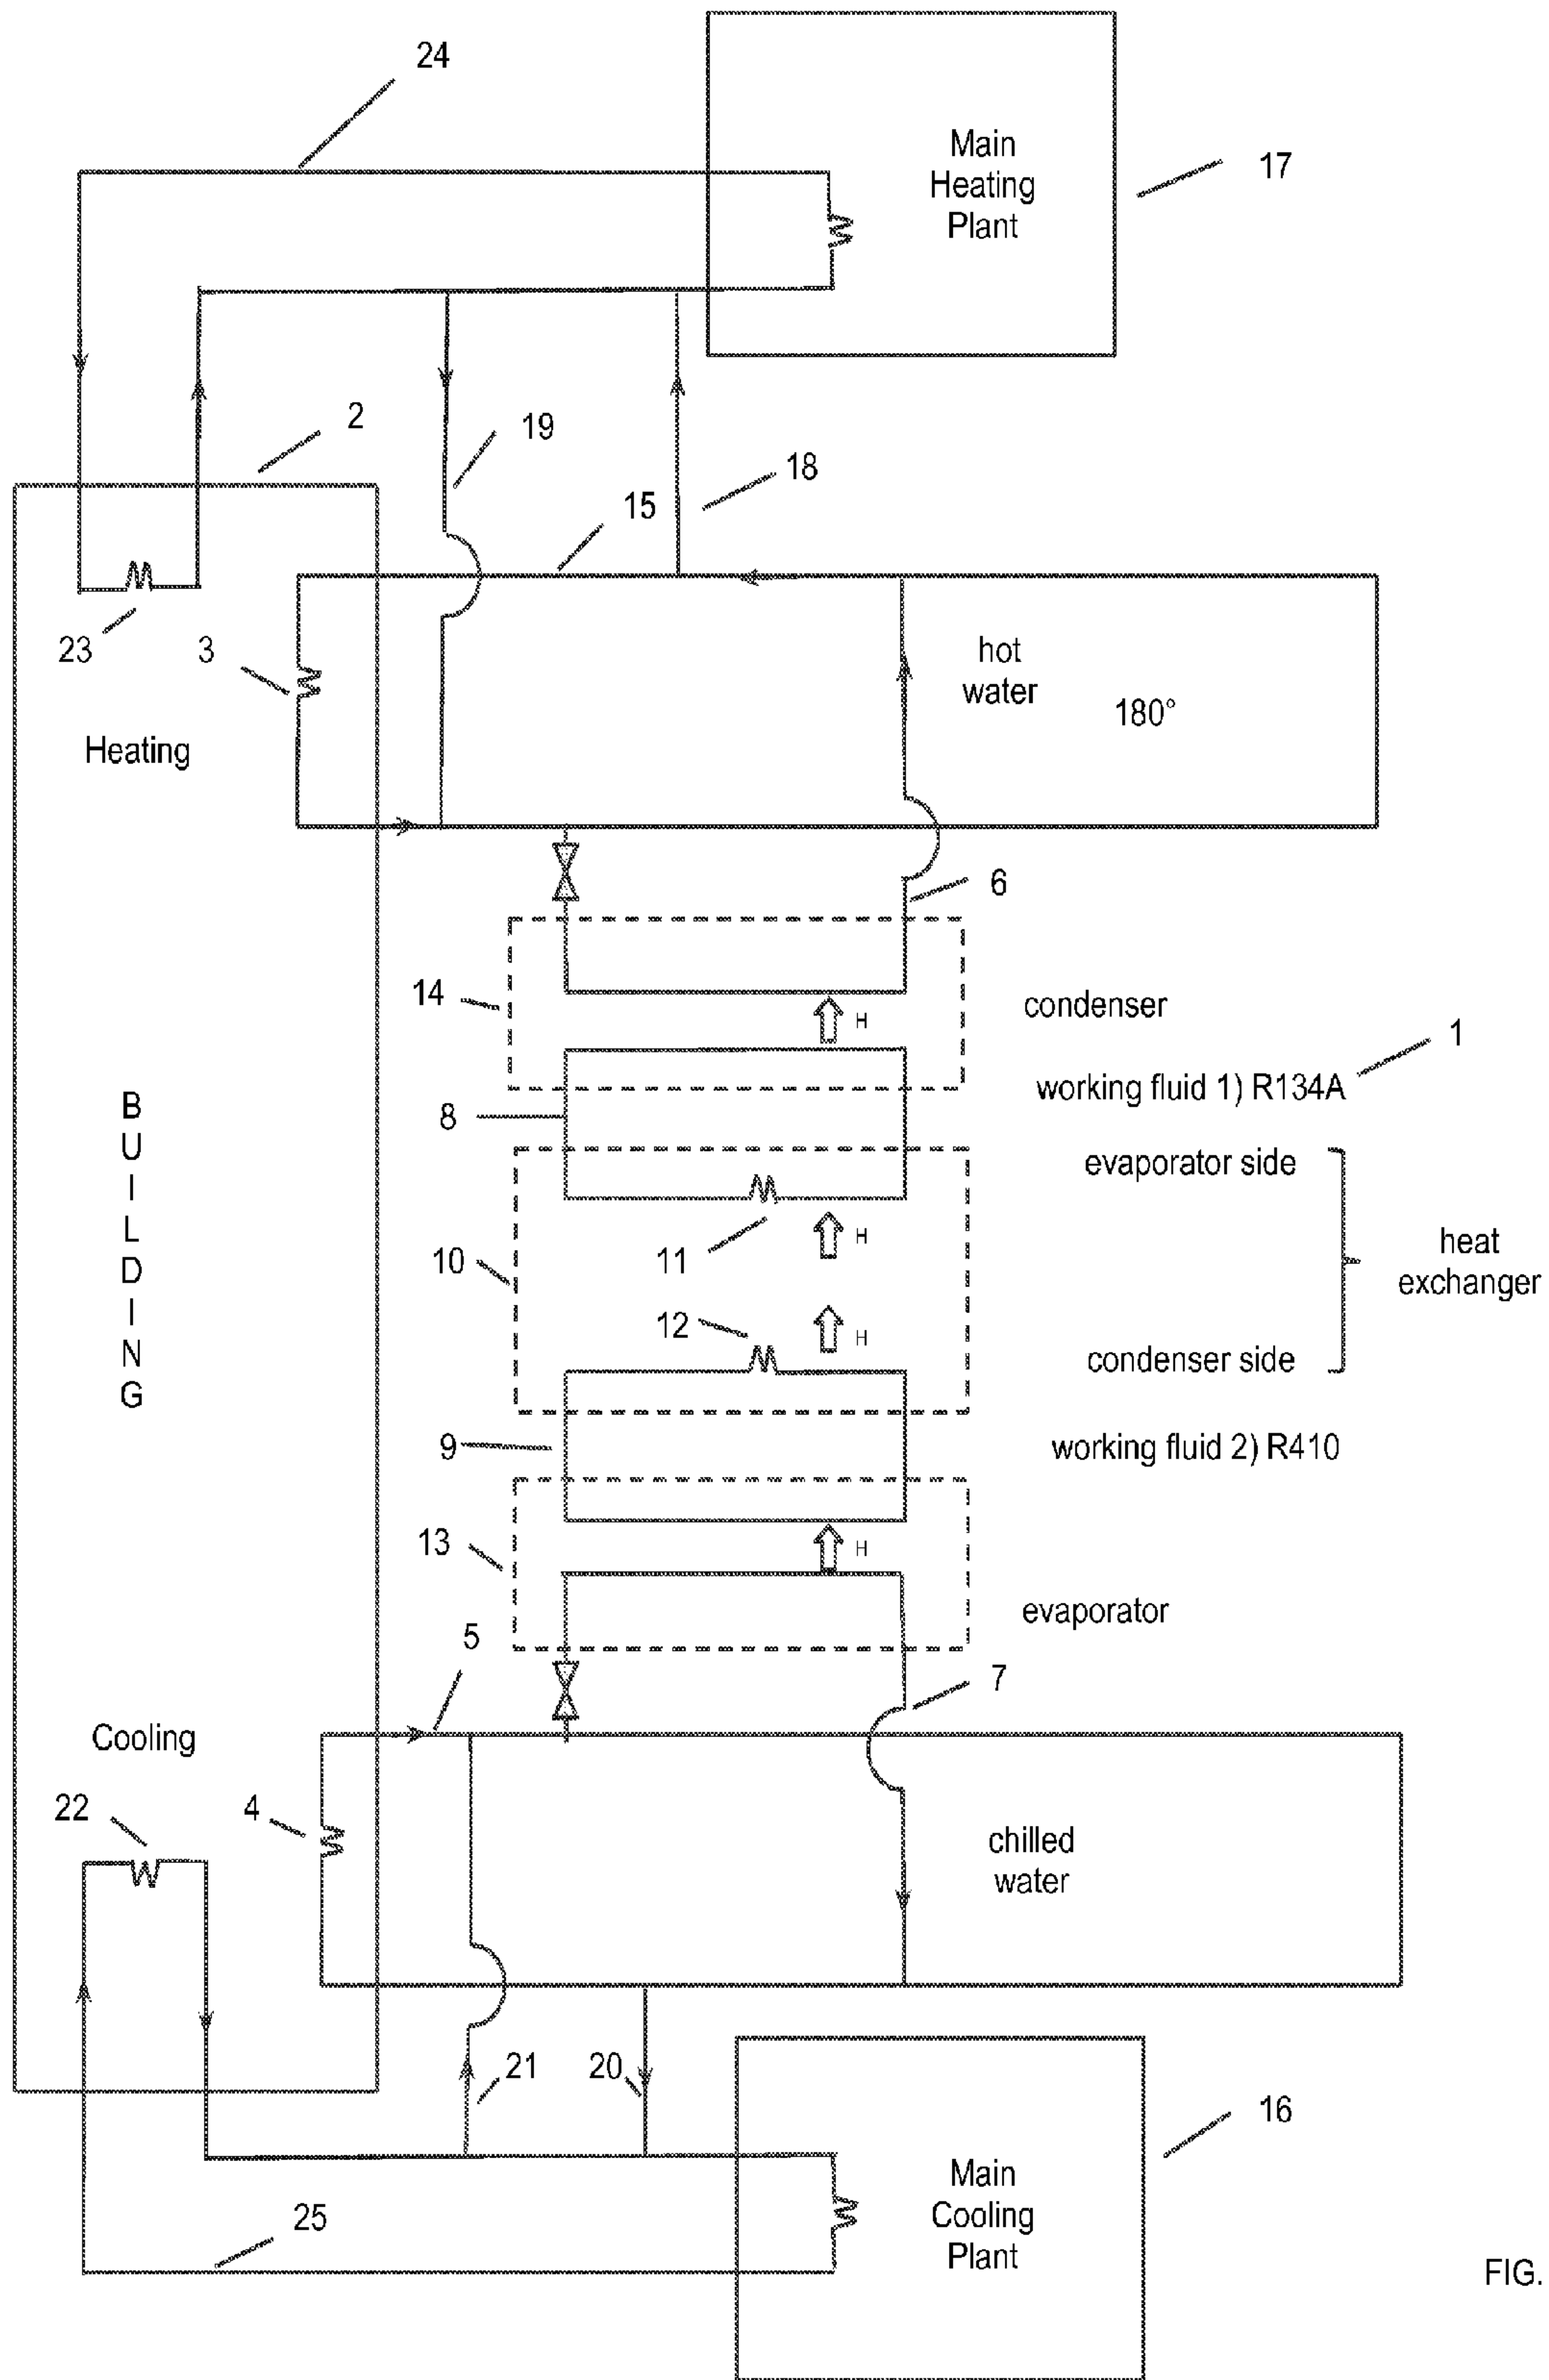 24
Main
Heating
Plant
17
2
19
18
15
23
3
hot
water
180°
Heating
6
14
H
condenser
1
working fluid 1) R134A
8
evaporator side
H
11
10
heat
exchanger
12
H
condenser side
B
U
I
L
D
I
N
G
9
working fluid 2) R410
13
H
evaporator
5
7
Cooling
22
4
chilled
water
21
20
16
Main
Cooling
Plant
25
FIG.